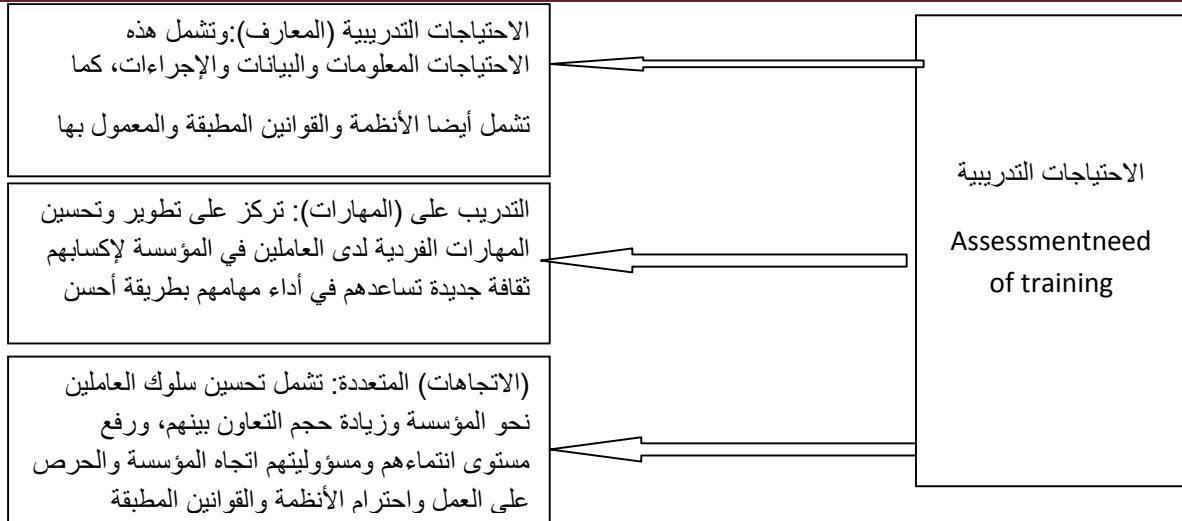 الاحتياجات التدريبية (المعارف):وتشمل هذه
الاحتياجات المعلومات والبيانات والإجراءات، كما
تشمل أيضا الأنظمة والقوانين المطبقة والمعمول بها
التدريب على (المهارات): تركز على تطوير وتحسين
المهارات الفردية لدى العاملين في المؤسسة لإكسابهم
ثقافة جديدة تساعدهم في أداء مهامهم بطريقة أحسن
(الاتجاهات) المتعددة: تشمل تحسين سلوك العاملين
نحو المؤسسة وزيادة حجم التعاون بينهم، ورفع
مستوى انتماءهم ومسؤوليتهم اتجاه المؤسسة والحرص
على العمل واحترام الأنظمة والقوانين المطبقة
الاحتياجات التدريبية
Assessmentneed
of training